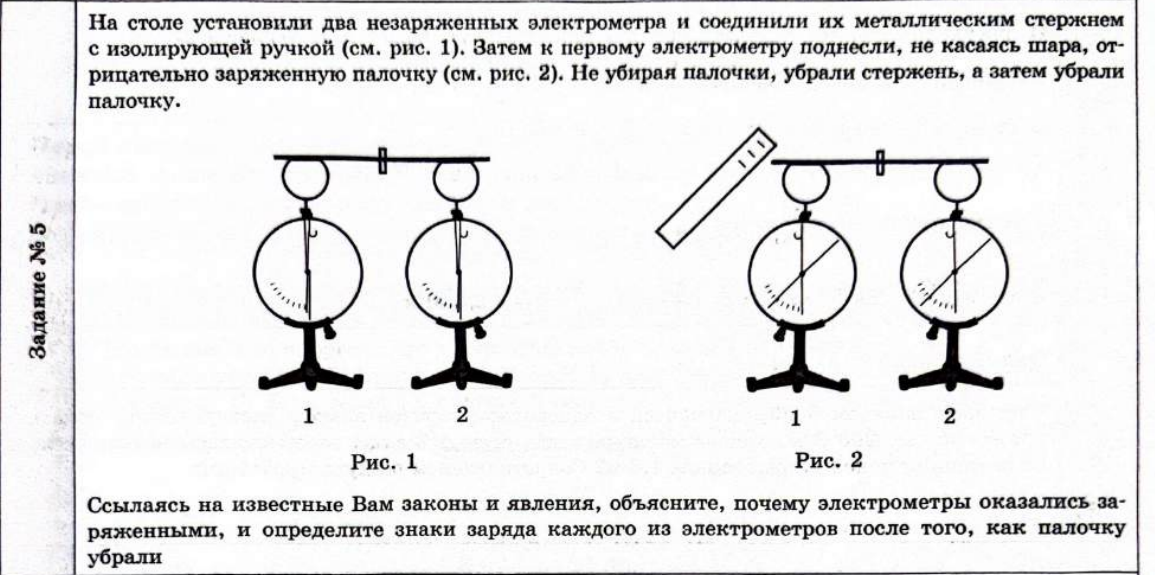 На столе установили два незаряженных электрометра и соединили их металлическим стержнем
с изолирующей ручкой (см. рис. 1). Затем к первому электрометру поднесли, не касаясь шара, от-
рицательно заряженную палочку (см. рис. 2). Не убирая палочки, убрали стержень, а затем убрали
палочку.
Задание № 5
1 2
Рис. 1
1 2
Рис. 2
Ссылаясь на известные Вам законы и явления, объясните, почему электрометры оказались за-
ряженными, и определите знаки заряда каждого из электрометров после того, как палочку
убрали